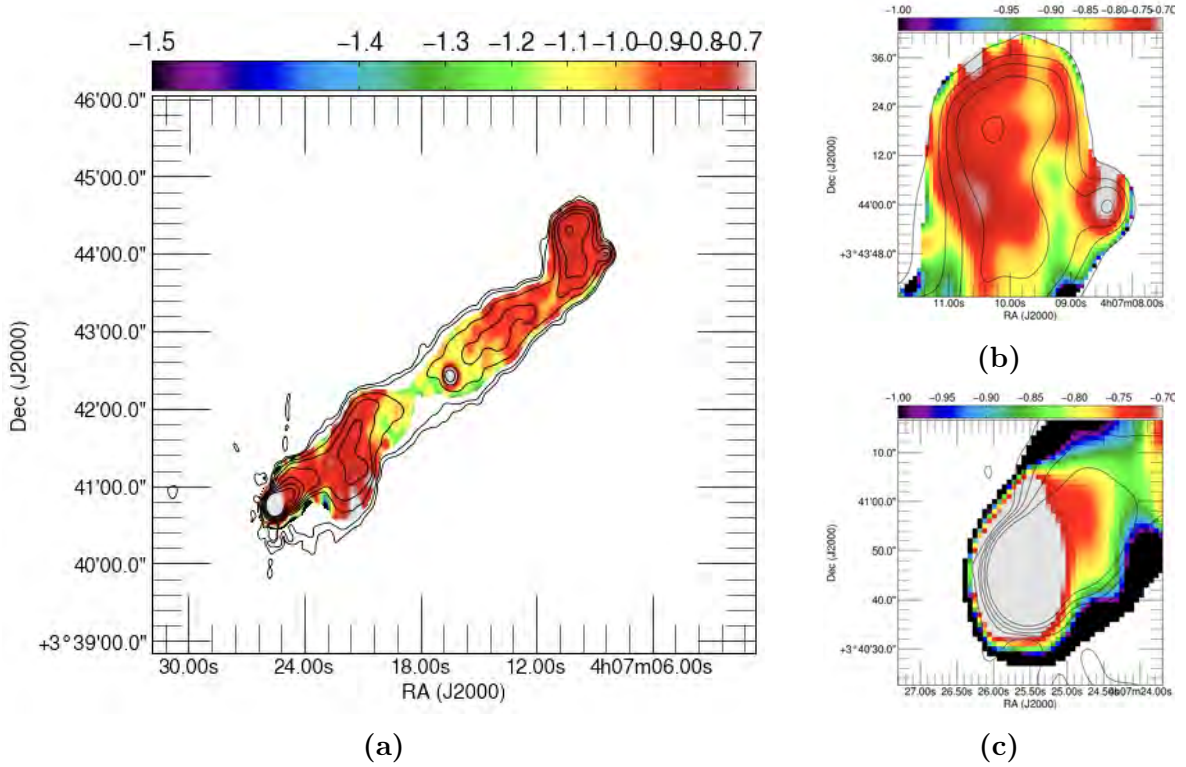 −1.5 −1.4 −1.3 −1.2 −1.1 −1.0 −0.9 −0.8 −0.7
46'00.0"
45'00.0"
44'00.0"
43'00.0"
42'00.0"
41'00.0"
40'00.0"
+3°39'00.0"
Dec (J2000)
30.00s 24.00s 18.00s 12.00s 4h07m06.00s
RA (J2000)
(a)
−1.00 −0.95 −0.90 −0.85 −0.80 −0.75 −0.70
36.0"
24.0"
12.0"
44'00.0"
+3°43'48.0"
Dec (J2000)
11.00s 10.00s 09.00s 4h07m08.00s
RA (J2000)
(b)
−1.00 −0.95 −0.90 −0.85 −0.80 −0.75 −0.70
10.0"
41'00.0"
50.0"
40.0"
+3°40'30.0"
Dec (J2000)
27.00s 26.50s 26.00s 25.50s 25.00s 24.50s 4h07m24.00s
RA (J2000)
(c)